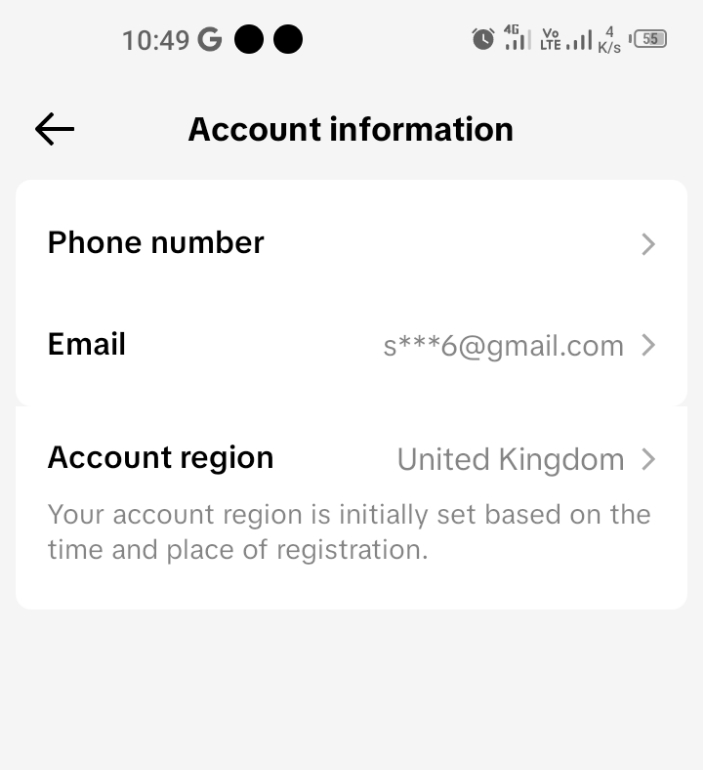 10:49 G 4G Vo LTE 4 K/s 55
Account information
Phone number
Email s***6@gmail.com
Account region United Kingdom
Your account region is initially set based on the
time and place of registration.